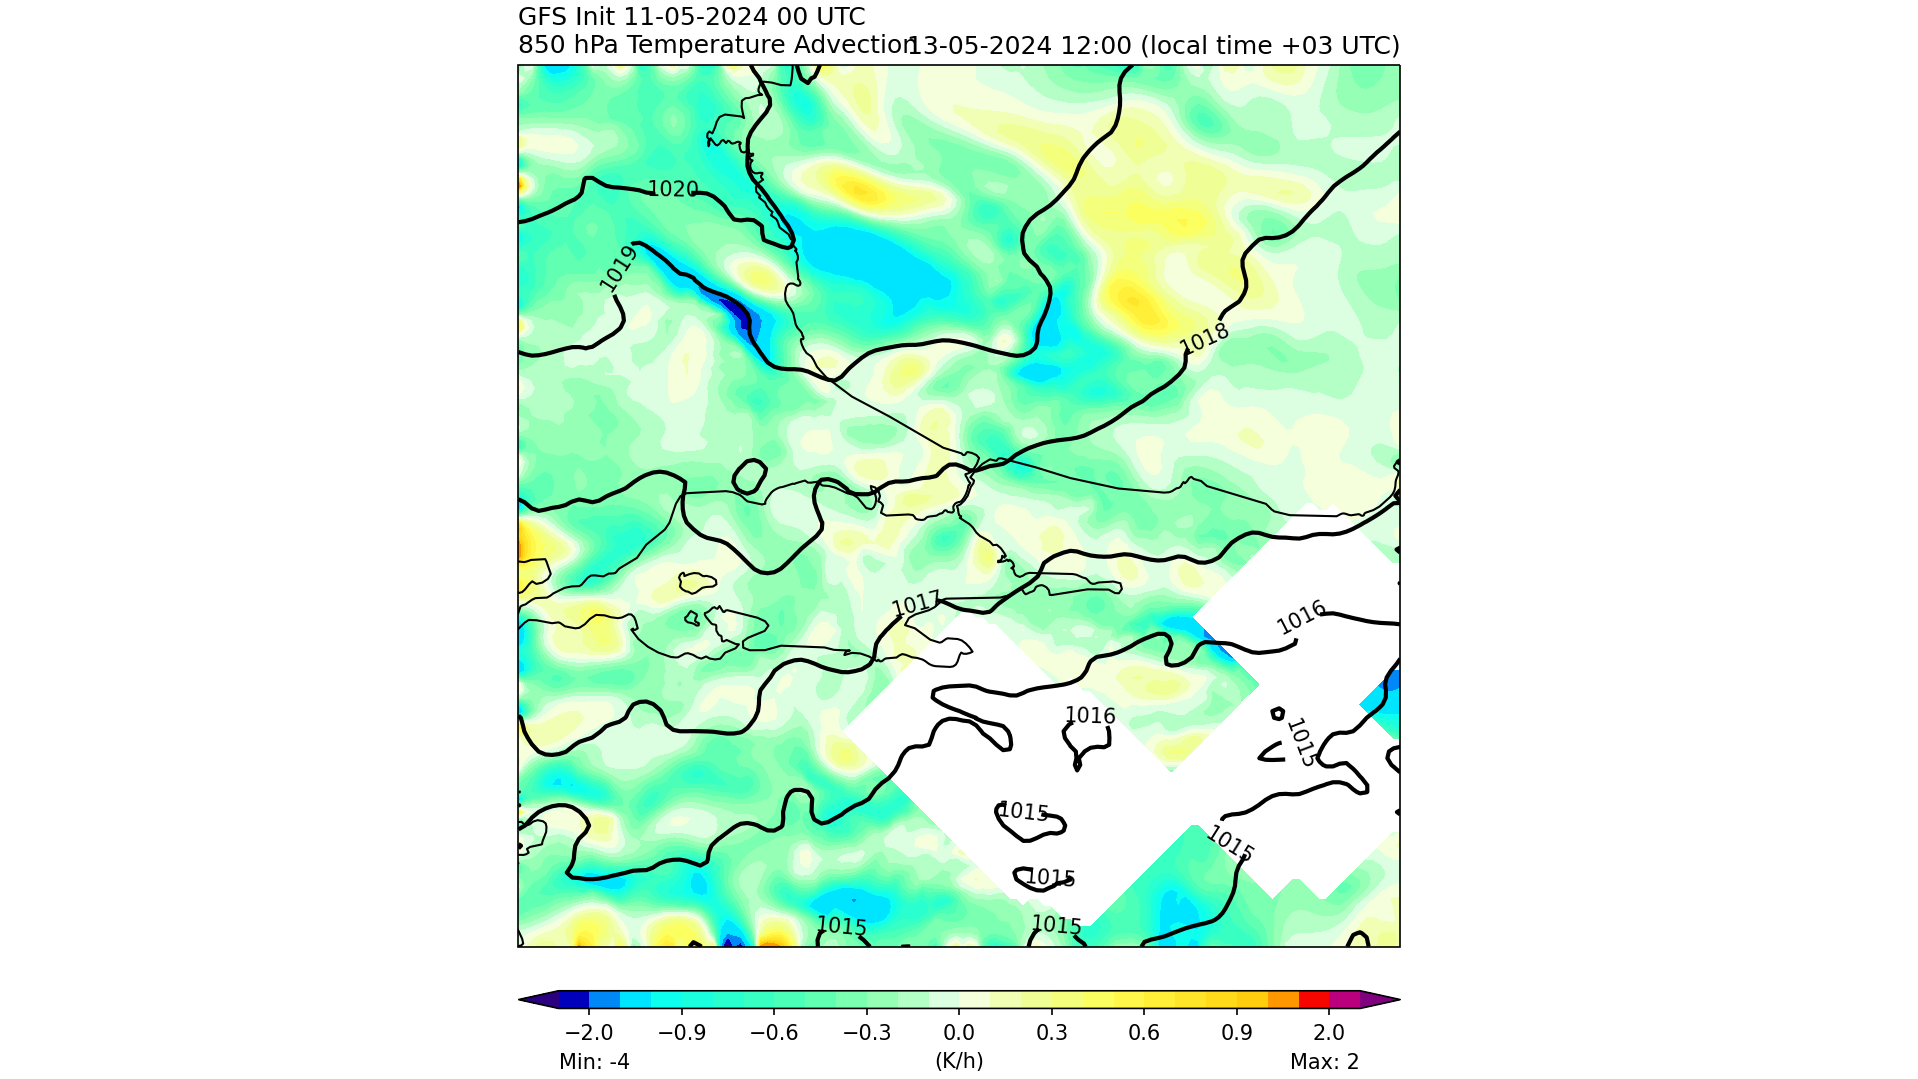 GFS Init 11-05-2024 00 UTC
850 hPa Temperature Advection
13-05-2024 12:00 (local time +03 UTC)
1020
1019
1018
1017
1016
1016
1015
1015
1015
1015
1015
1015
−2.0 −0.9 −0.6 −0.3 0.0 0.3 0.6 0.9 2.0
Min: -4 (K/h) Max: 2